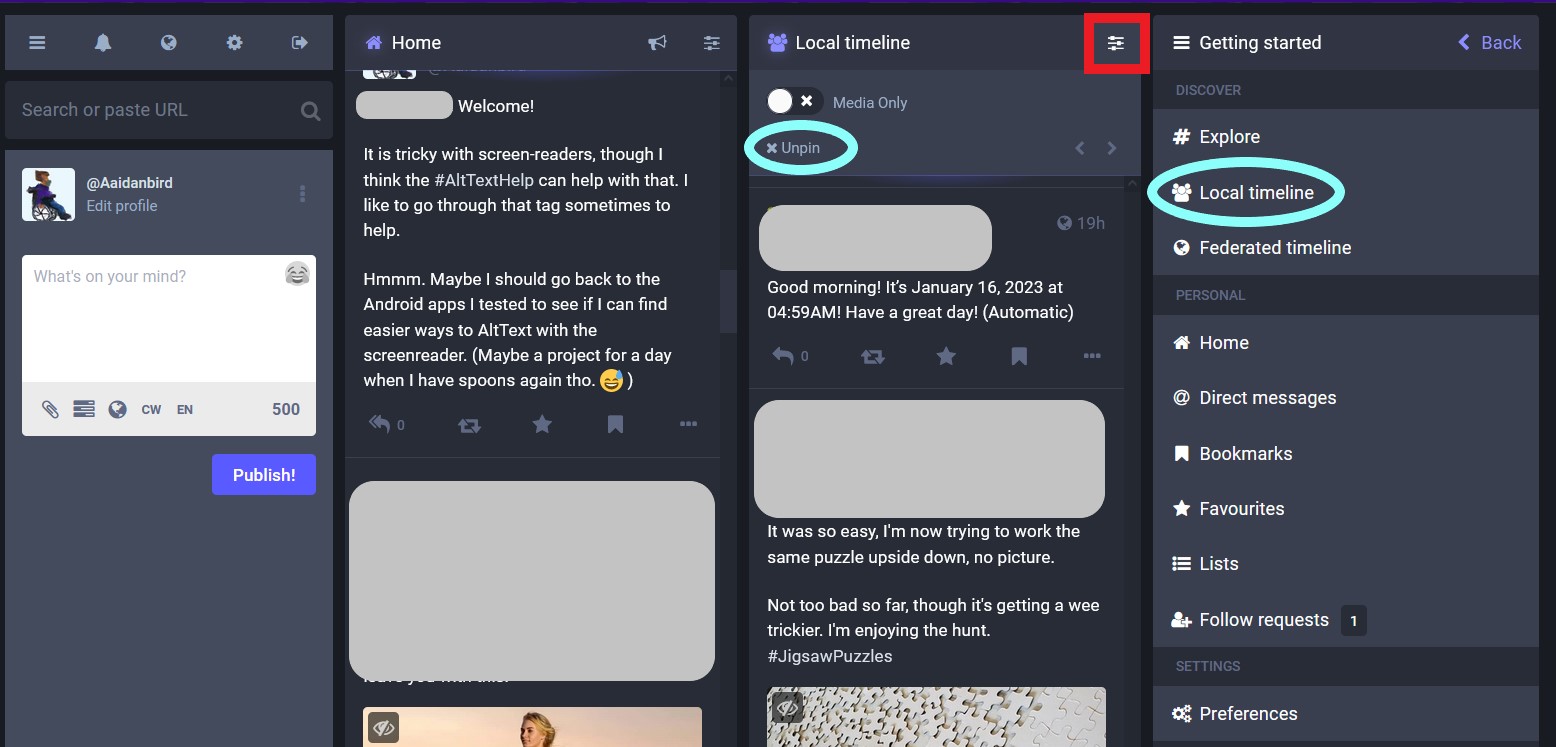 Search or paste URL
@Aaidanbird
Edit profile
What's on your mind?
CW EN 500
Publish!
Home
Welcome!
It is tricky with screen-readers, though I
think the #AltTextHelp can help with that. I
like to go through that tag sometimes to
help.
Hmmm. Maybe I should go back to the
Android apps I tested to see if I can find
easier ways to AltText with the
screenreader. (Maybe a project for a day
when I have spoons again tho. 😅 )
0
Local timeline
Media Only
Unpin
19h
Good morning! It's January 16, 2023 at
04:59AM! Have a great day! (Automatic)
0
It was so easy, I'm now trying to work the
same puzzle upside down, no picture.
Not too bad so far, though it's getting a wee
trickier. I'm enjoying the hunt.
#JigsawPuzzles
Getting started
Back
DISCOVER
Explore
Local timeline
Federated timeline
PERSONAL
Home
Direct messages
Bookmarks
Favourites
Lists
Follow requests 1
SETTINGS
Preferences